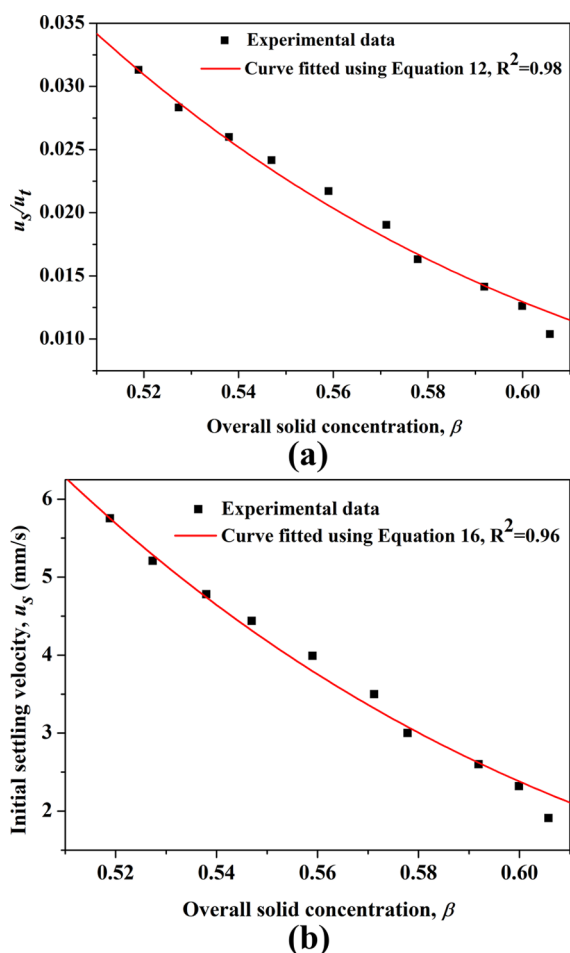 0.035
0.030
0.025
0.020
0.015
0.010
u_s/u_t
Experimental data
Curve fitted using Equation 12, R²=0.98
0.52 0.54 0.56 0.58 0.60
Overall solid concentration, β
(a)
6
5
4
3
2
Initial settling velocity, u_s (mm/s)
Experimental data
Curve fitted using Equation 16, R²=0.96
0.52 0.54 0.56 0.58 0.60
Overall solid concentration, β
(b)